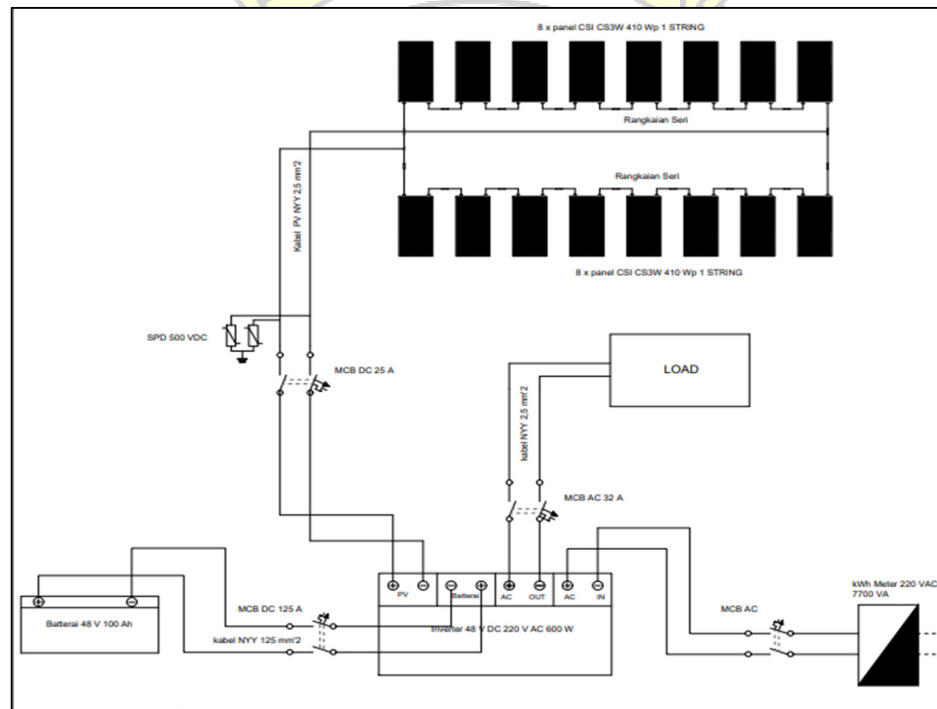 8 x panel CSI CS3W 410 Wp 1 STRING
Rangkaian Seri
Rangkaian Seri
8 x panel CSI CS3W 410 Wp 1 STRING
Kabel PV NYY 2,5 mm'2
SPD 500 VDC
MCB DC 25 A
LOAD
kabel NYY 2,5 mm'2
MCB AC 32 A
PV
Batterai
AC OUT
AC IN
Inverter 48 V DC 220 V AC 600 W
MCB DC 125 A
kabel NYY 125 mm'2
Batterai 48 V 100 Ah
MCB AC
kWh Meter 220 VAC
7700 VA